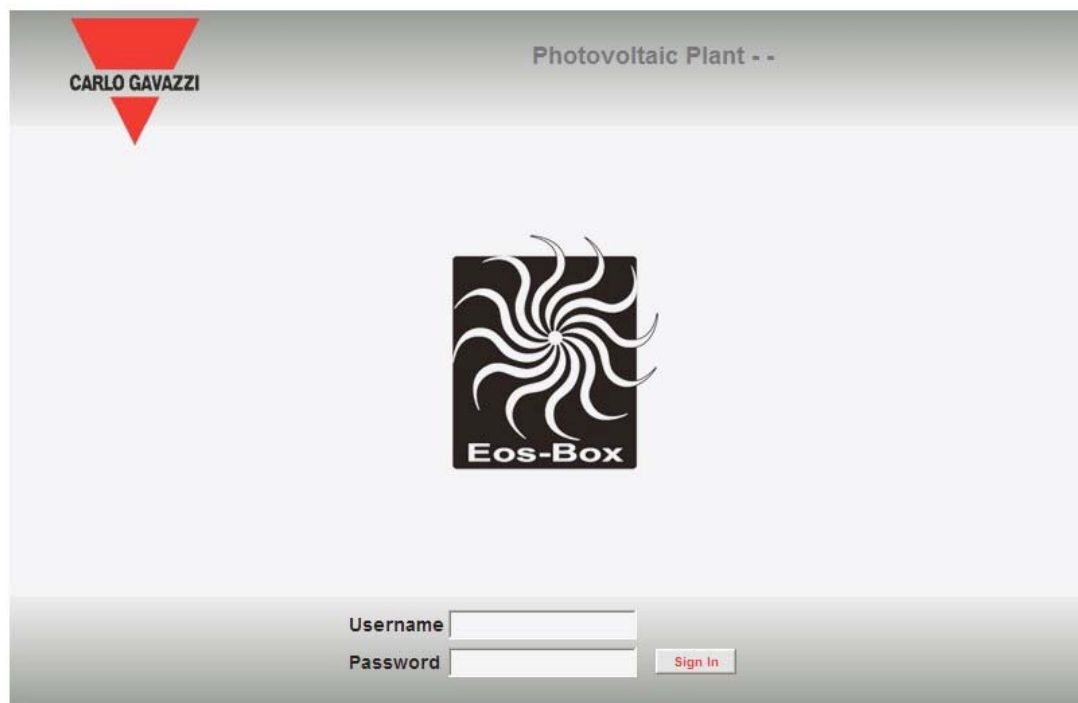 CARLO GAVAZZI
Photovoltaic Plant - -
Eos-Box
Username
Password
Sign In